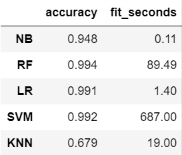 accuracy fit_seconds
NB 0.948 0.11
RF 0.994 89.49
LR 0.991 1.40
SVM 0.992 687.00
KNN 0.679 19.00